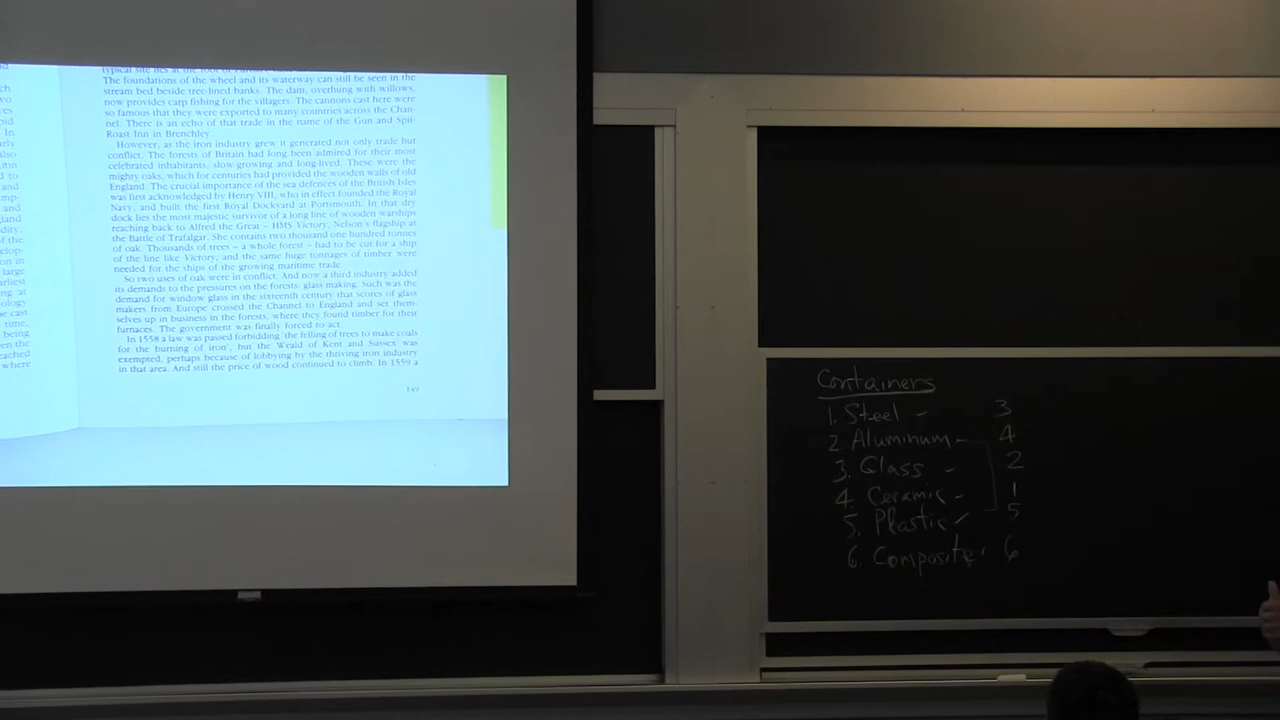 typical site lies at the foot of Furnace
The foundations of the wheel and its waterway can still be seen in the
stream bed beside tree-lined banks. The dam, overhung with willows,
now provides carp fishing for the villagers. The cannons cast here were
so famous that they were exported to many countries across the Chan-
nel. There is an echo of that trade in the name of the Gun and Spit-
Roast Inn in Brenchley.
However, as the iron industry grew it generated not only trade but
conflict. The forests of Britain had long been admired for their most
celebrated inhabitants, slow-growing and long-lived. These were the
mighty oaks, which for centuries had provided the wooden walls of old
England. The crucial importance of the sea defences of the British Isles
was first acknowledged by Henry VIII, who in effect founded the Royal
Navy, and built the first Royal Dockyard at Portsmouth. In that dry
dock lies the most majestic survivor of a long line of wooden warships
reaching back to Alfred the Great – HMS Victory, Nelson's flagship at
the Battle of Trafalgar. She contains two thousand one hundred tonnes
of oak. Thousands of trees – a whole forest – had to be cut for a ship
of the line like Victory, and the same huge tonnages of timber were
needed for the ships of the growing maritime trade.
So two uses of oak were in conflict. And now a third industry added
its demands to the pressures on the forests: glass making. Such was the
demand for window glass in the sixteenth century that scores of glass
makers from Europe crossed the Channel to England and set them-
selves up in business in the forests, where they found timber for their
furnaces. The government was finally forced to act.
In 1558 a law was passed forbidding 'the felling of trees to make coals
for the burning of iron', but the Weald of Kent and Sussex was
exempted, perhaps because of lobbying by the thriving iron industry
in that area. And still the price of wood continued to climb. In 1559 a
149
Containers
1. Steel – 3
2. Aluminum – 4
3. Glass – 2
4. Ceramic – 1
5. Plastic 5
6. Composite 6